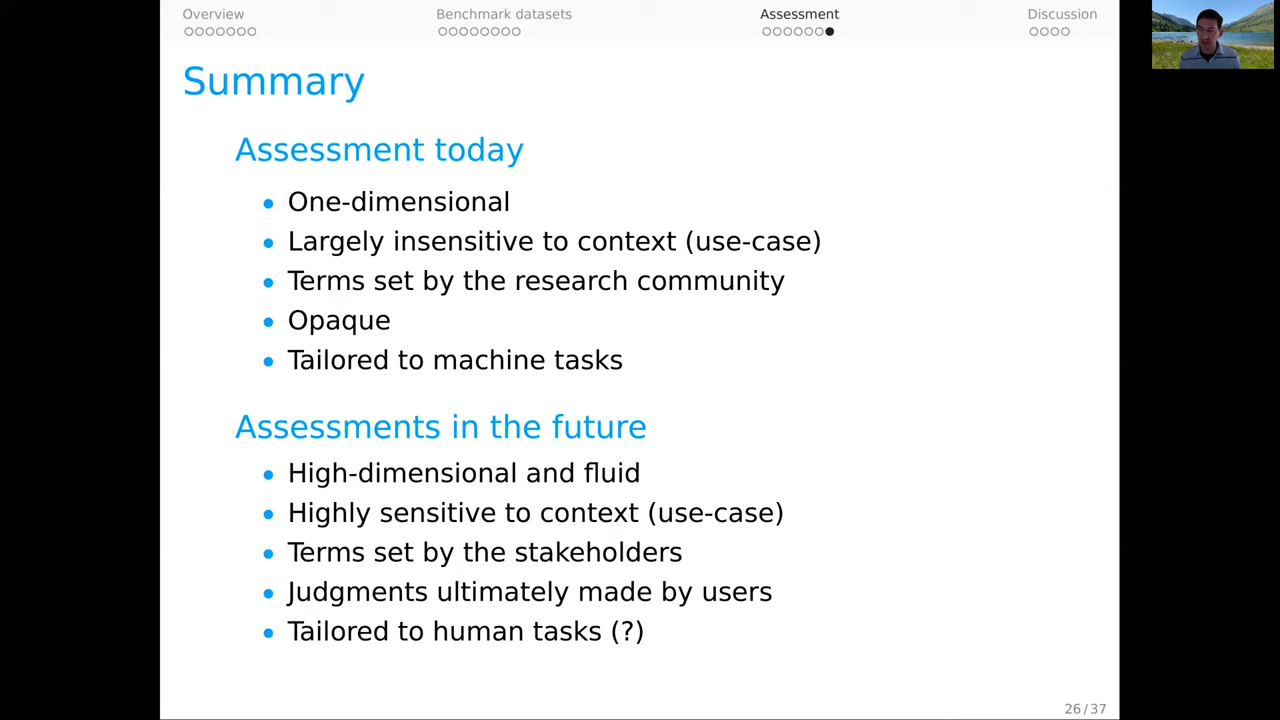 Overview Benchmark datasets Assessment Discussion
Summary
Assessment today
• One-dimensional
• Largely insensitive to context (use-case)
• Terms set by the research community
• Opaque
• Tailored to machine tasks
Assessments in the future
• High-dimensional and fluid
• Highly sensitive to context (use-case)
• Terms set by the stakeholders
• Judgments ultimately made by users
• Tailored to human tasks (?)
26/37